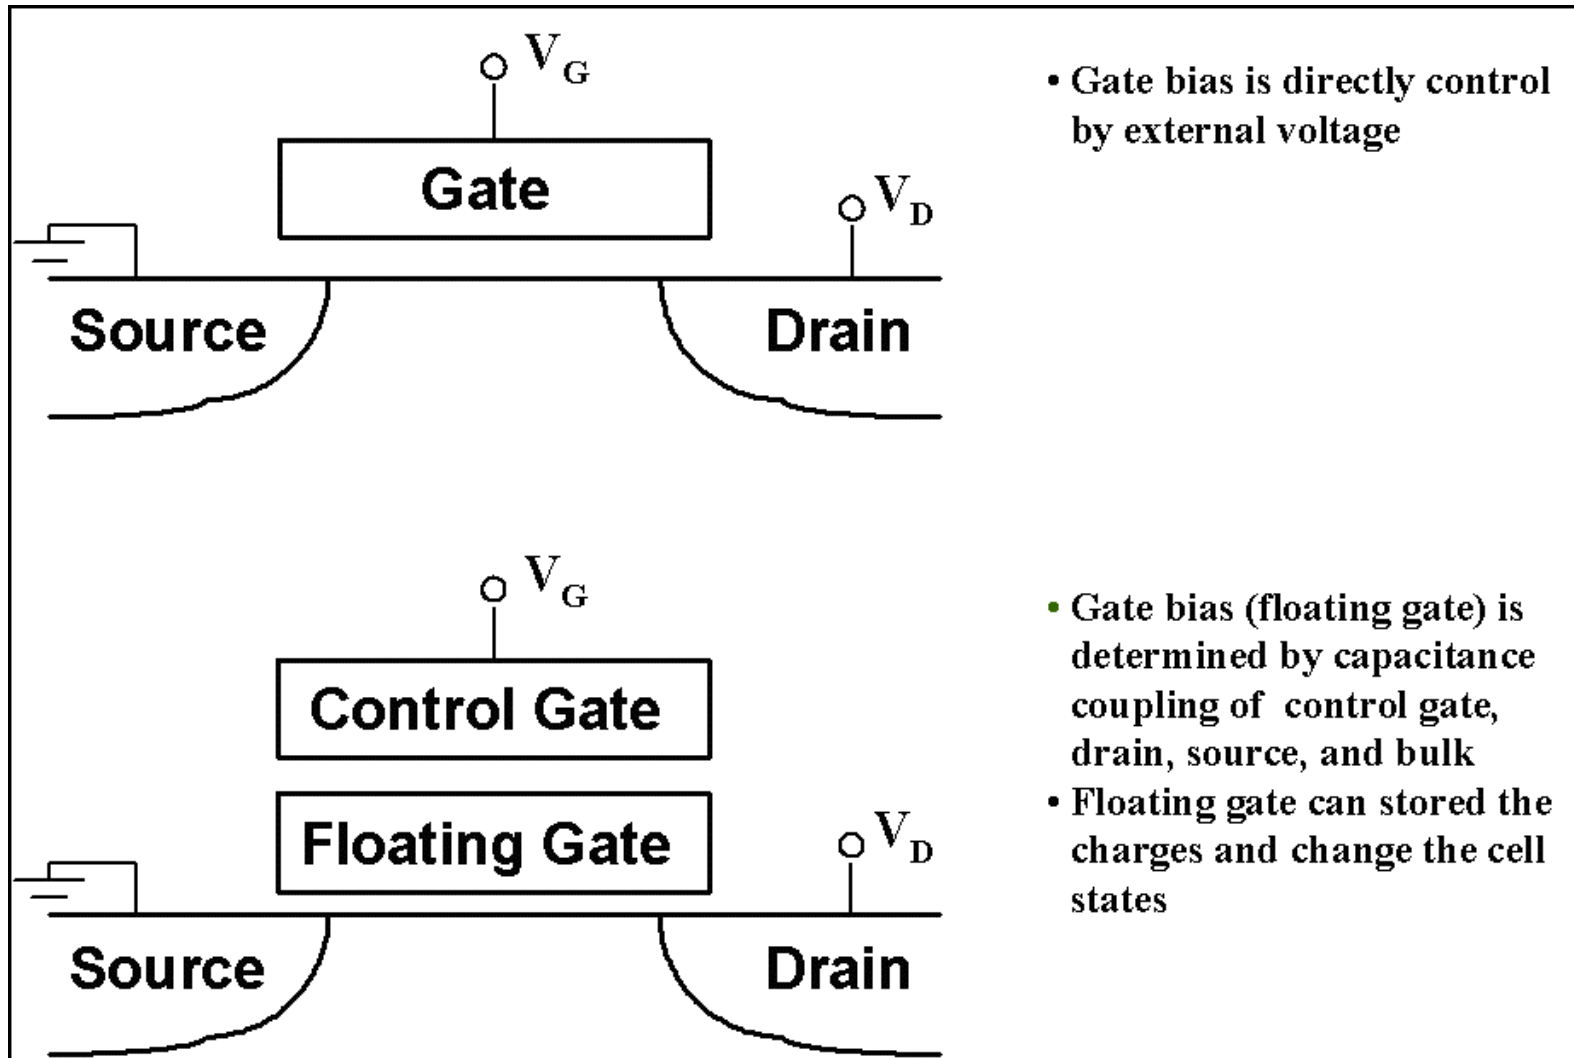 V_G
Gate
V_D
Source
Drain
• Gate bias is directly control
by external voltage
V_G
Control Gate
Floating Gate
V_D
Source
Drain
• Gate bias (floating gate) is
determined by capacitance
coupling of control gate,
drain, source, and bulk
• Floating gate can stored the
charges and change the cell
states